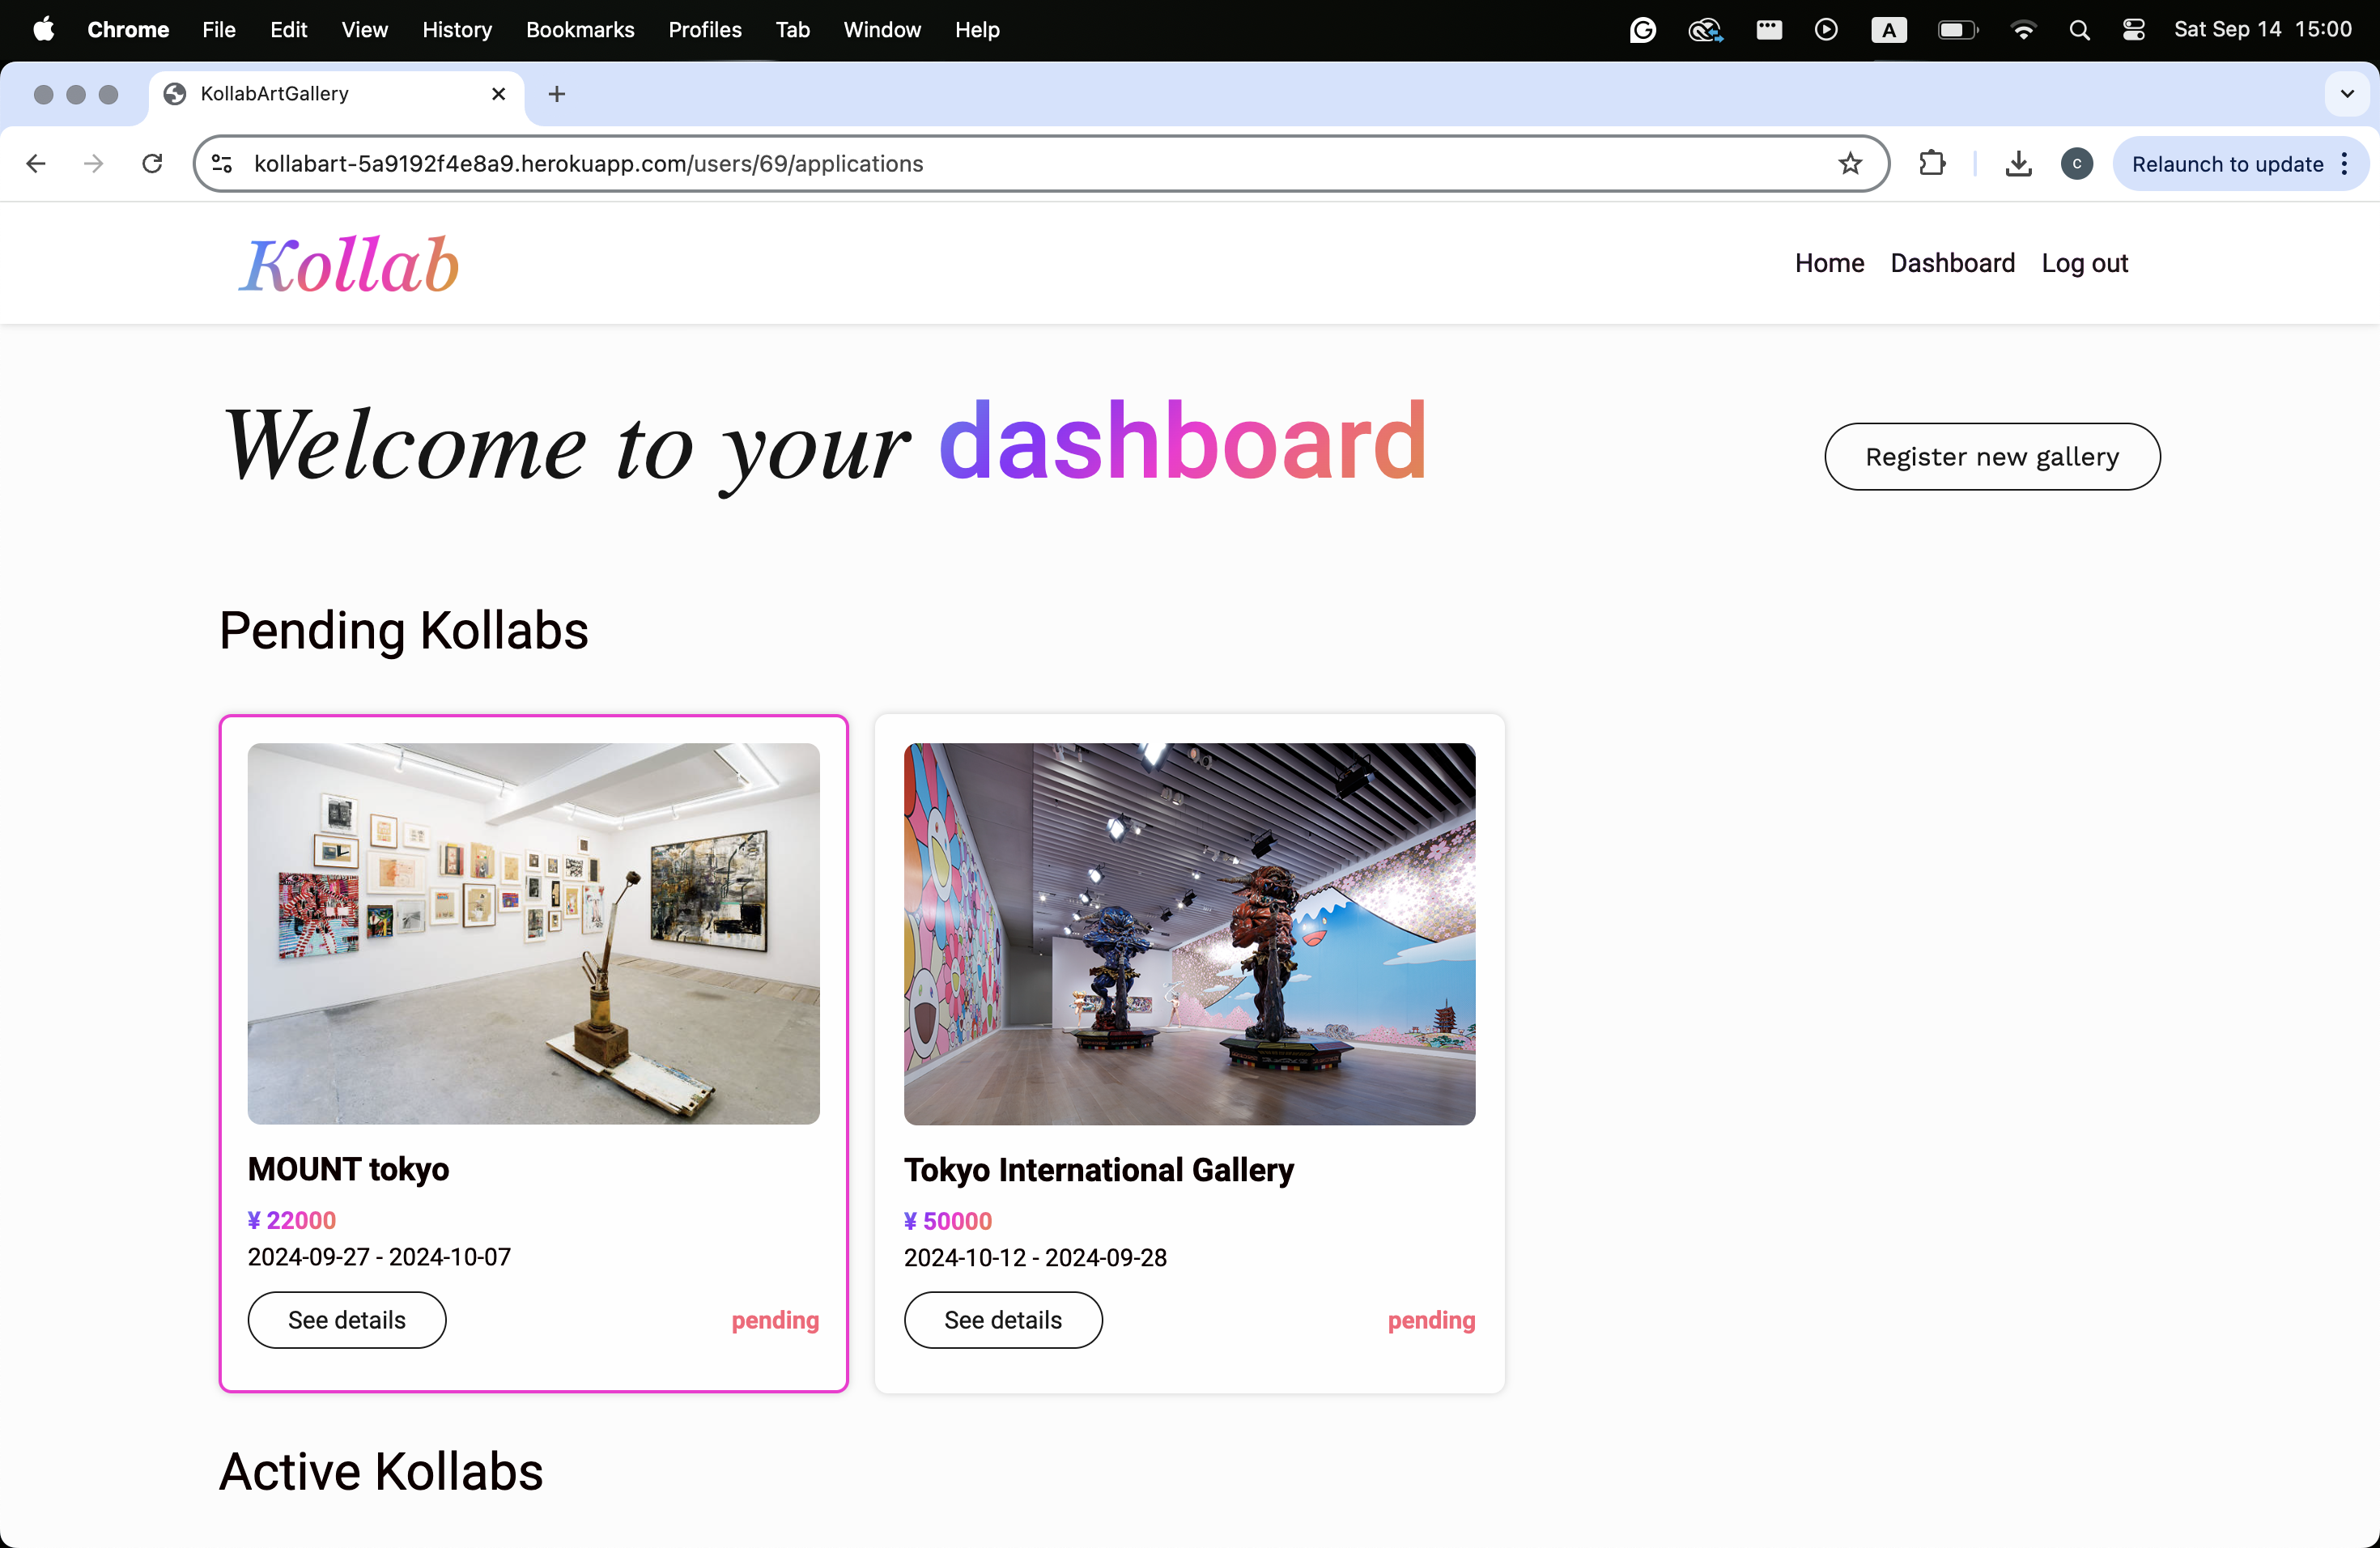 Chrome File Edit View History Bookmarks Profiles Tab Window Help A Sat Sep 14 15:00
KollabArtGallery
kollabart-5a9192f4e8a9.herokuapp.com/users/69/applications c Relaunch to update
Kollab Home Dashboard Log out
Welcome to your dashboard Register new gallery
Pending Kollabs
MOUNT tokyo
¥ 22000
2024-09-27 - 2024-10-07
See details pending
Tokyo International Gallery
¥ 50000
2024-10-12 - 2024-09-28
See details pending
Active Kollabs